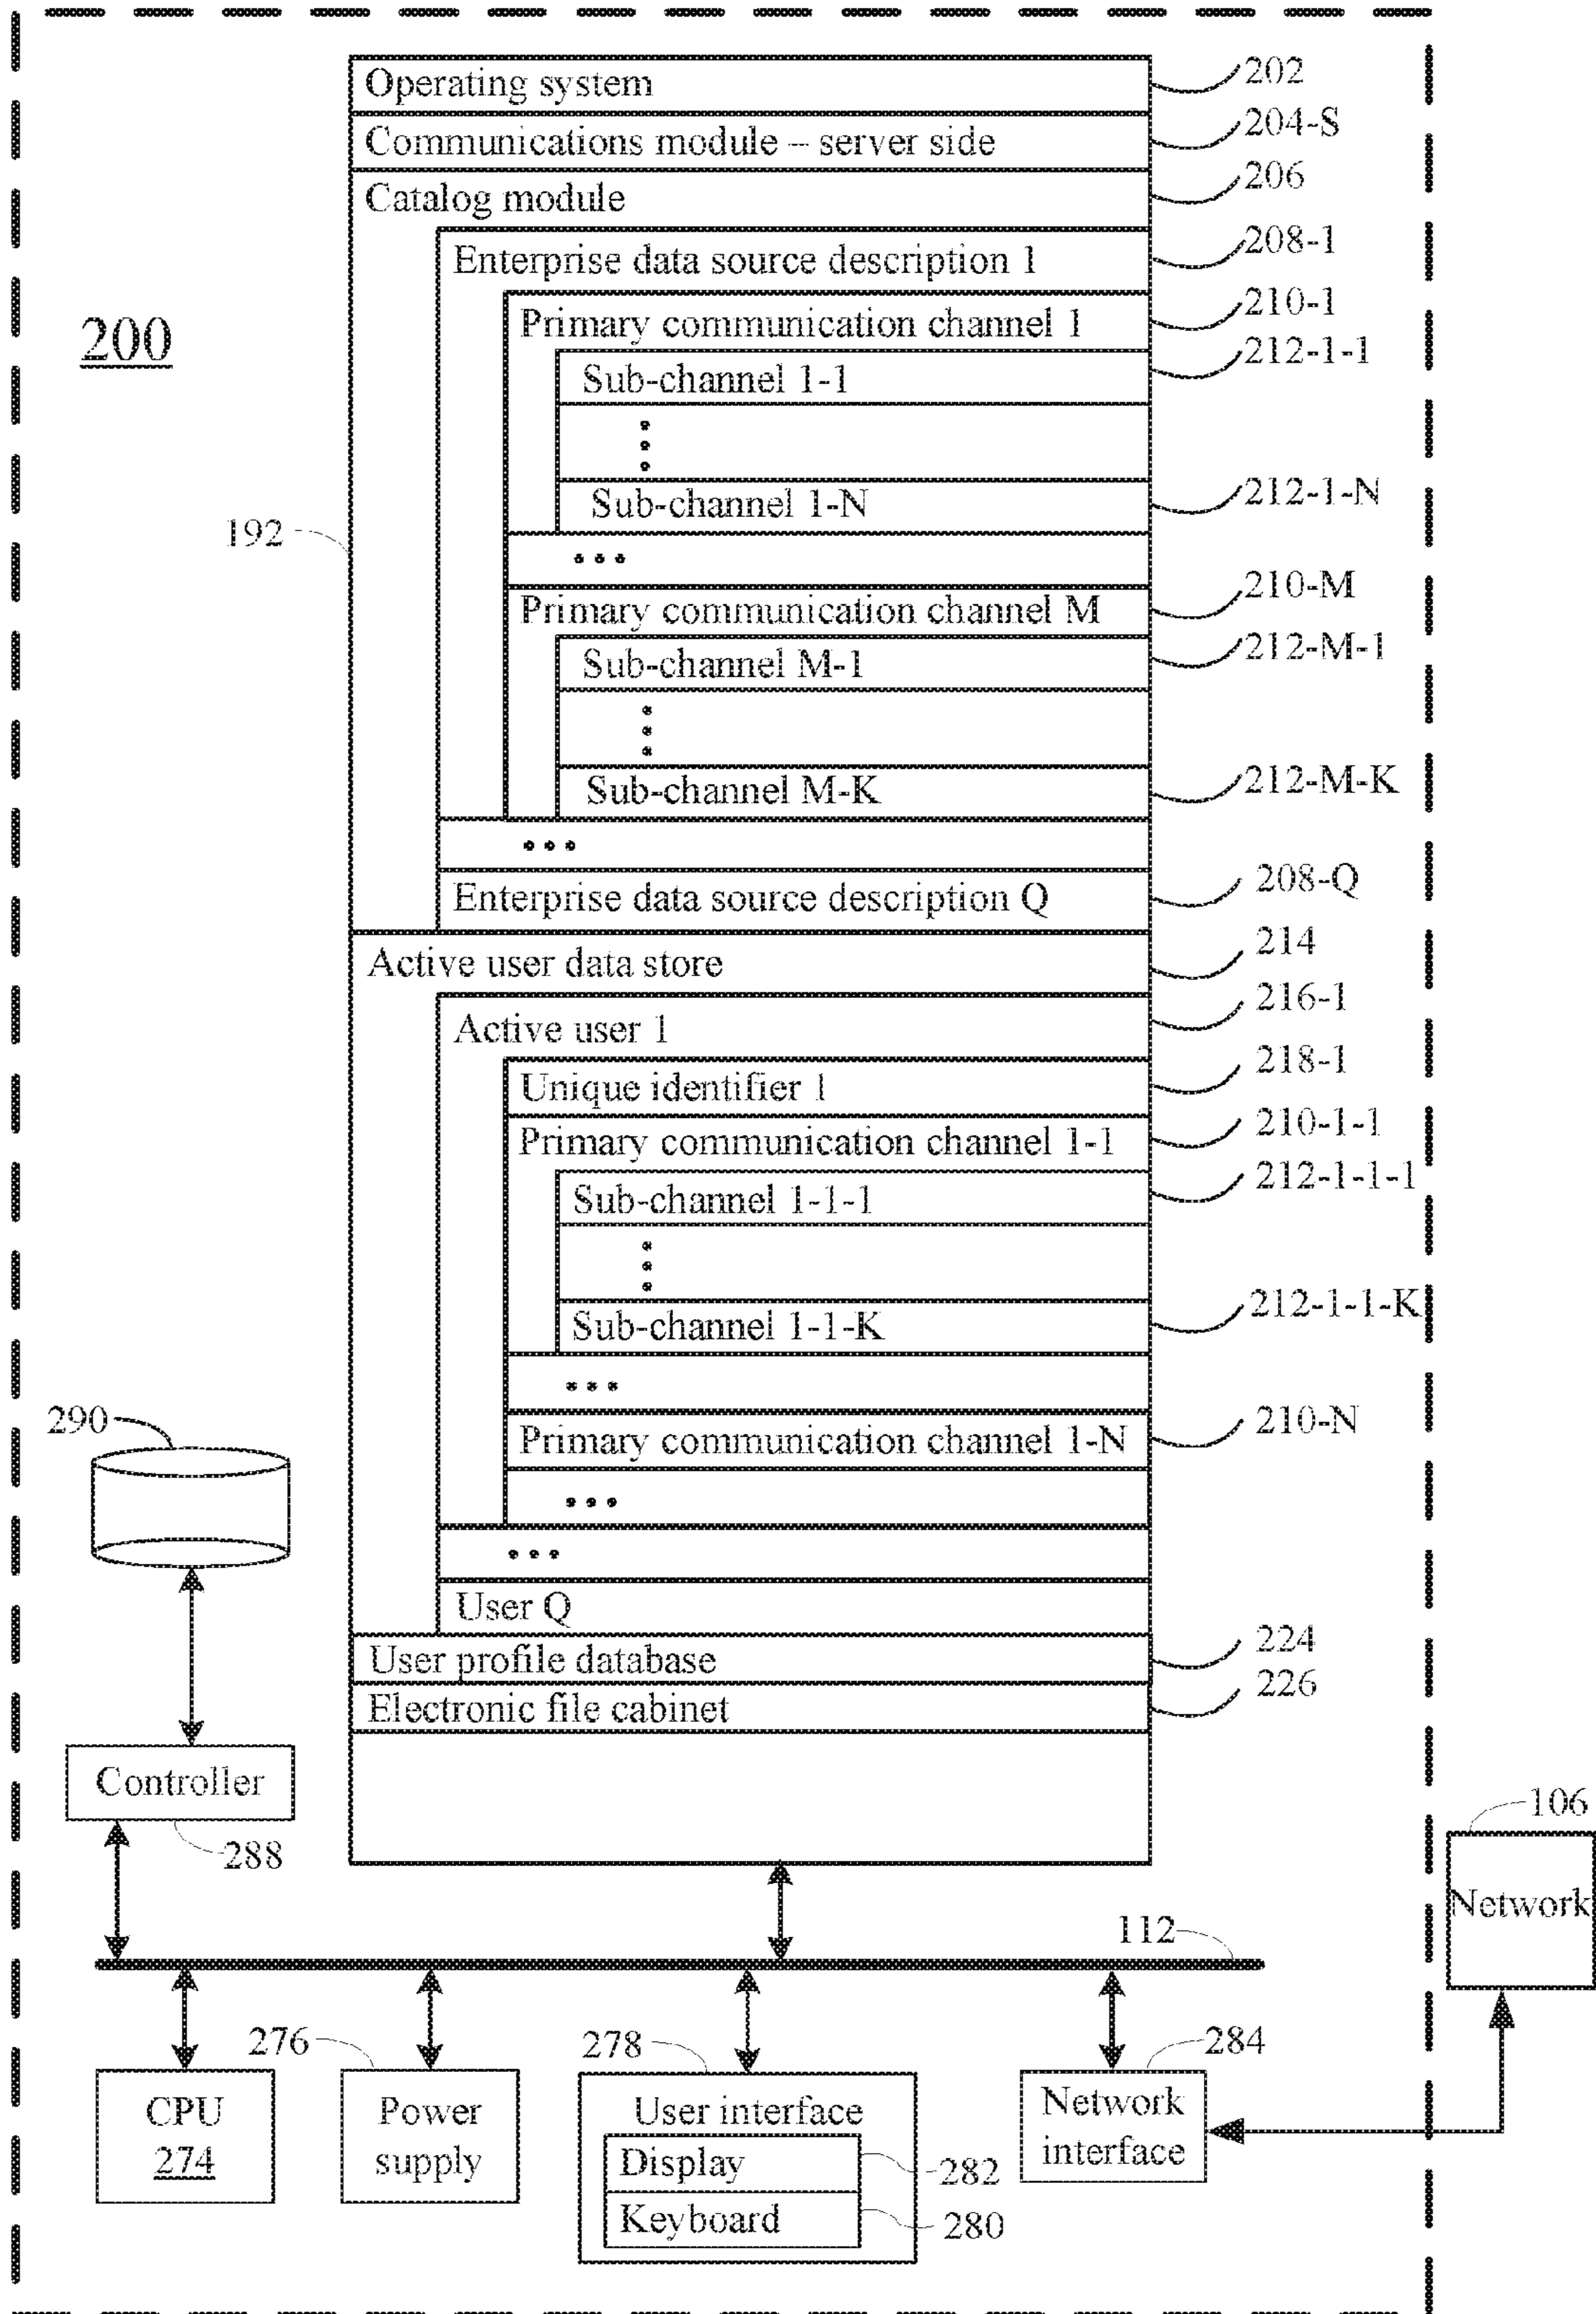 Operating system
202
Communications module – server side
204-S
Catalog module
206
Enterprise data source description 1
208-1
200
Primary communication channel 1
210-1
Sub-channel 1-1
212-1-1
Sub-channel 1-N
212-1-N
192
Primary communication channel M
210-M
Sub-channel M-1
212-M-1
Sub-channel M-K
212-M-K
Enterprise data source description Q
208-Q
Active user data store
214
Active user 1
216-1
Unique identifier 1
218-1
Primary communication channel 1-1
210-1-1
Sub-channel 1-1-1
212-1-1-1
Sub-channel 1-1-K
212-1-1-K
Primary communication channel 1-N
210-N
290
User Q
User profile database
224
Electronic file cabinet
226
Controller
288
106
Network
112
276
278
284
CPU
274
Power
supply
User interface
Display
282
Keyboard
280
Network
interface